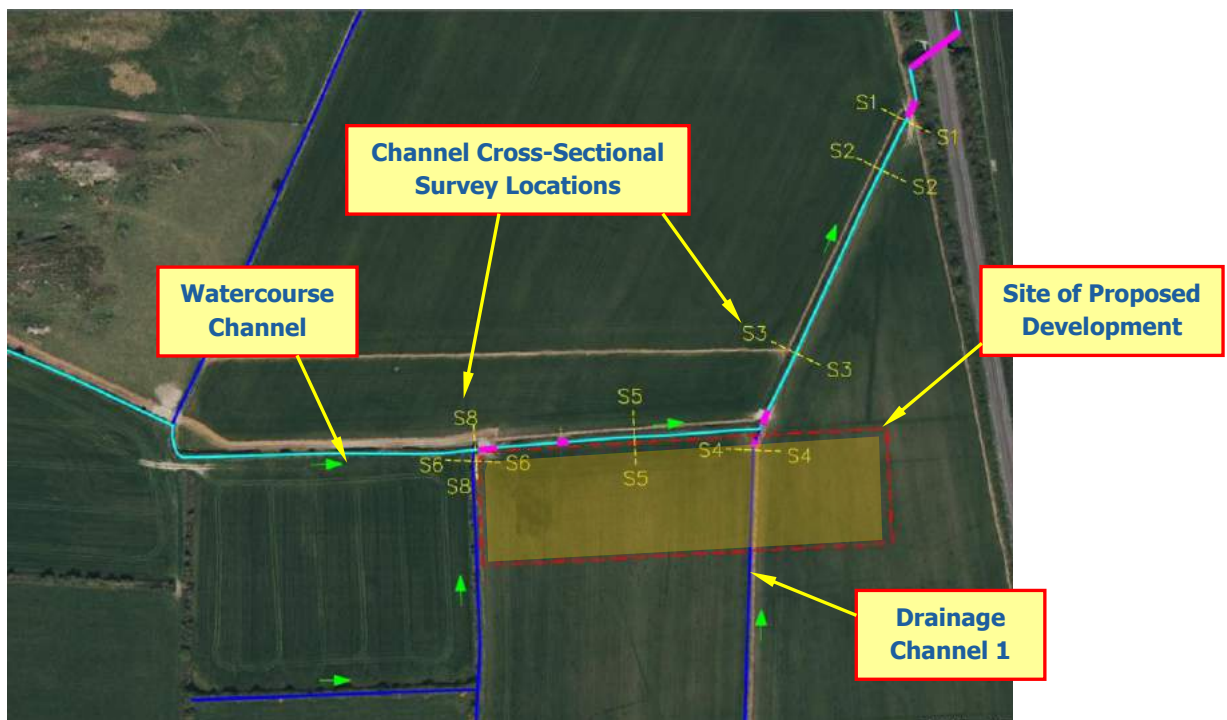 S1
S1
S2
S2
Channel Cross-Sectional
Survey Locations
Watercourse
Channel
Site of Proposed
Development
S3
S3
S5
S8
S4
S4
S6
S6
S5
S8
Drainage
Channel 1